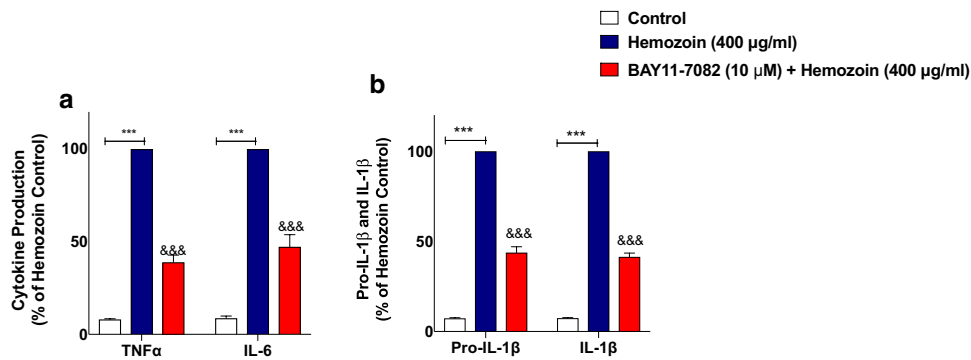 Control
Hemozoin (400 µg/ml)
BAY11-7082 (10 µM) + Hemozoin (400 µg/ml)
a
Cytokine Production
(% of Hemozoin Control)
100
50
0
***
***
&&&
&&&
TNFα
IL-6
b
Pro-IL-1β and IL-1β
(% of Hemozoin Control)
100
50
0
***
***
&&&
&&&
Pro-IL-1β
IL-1β